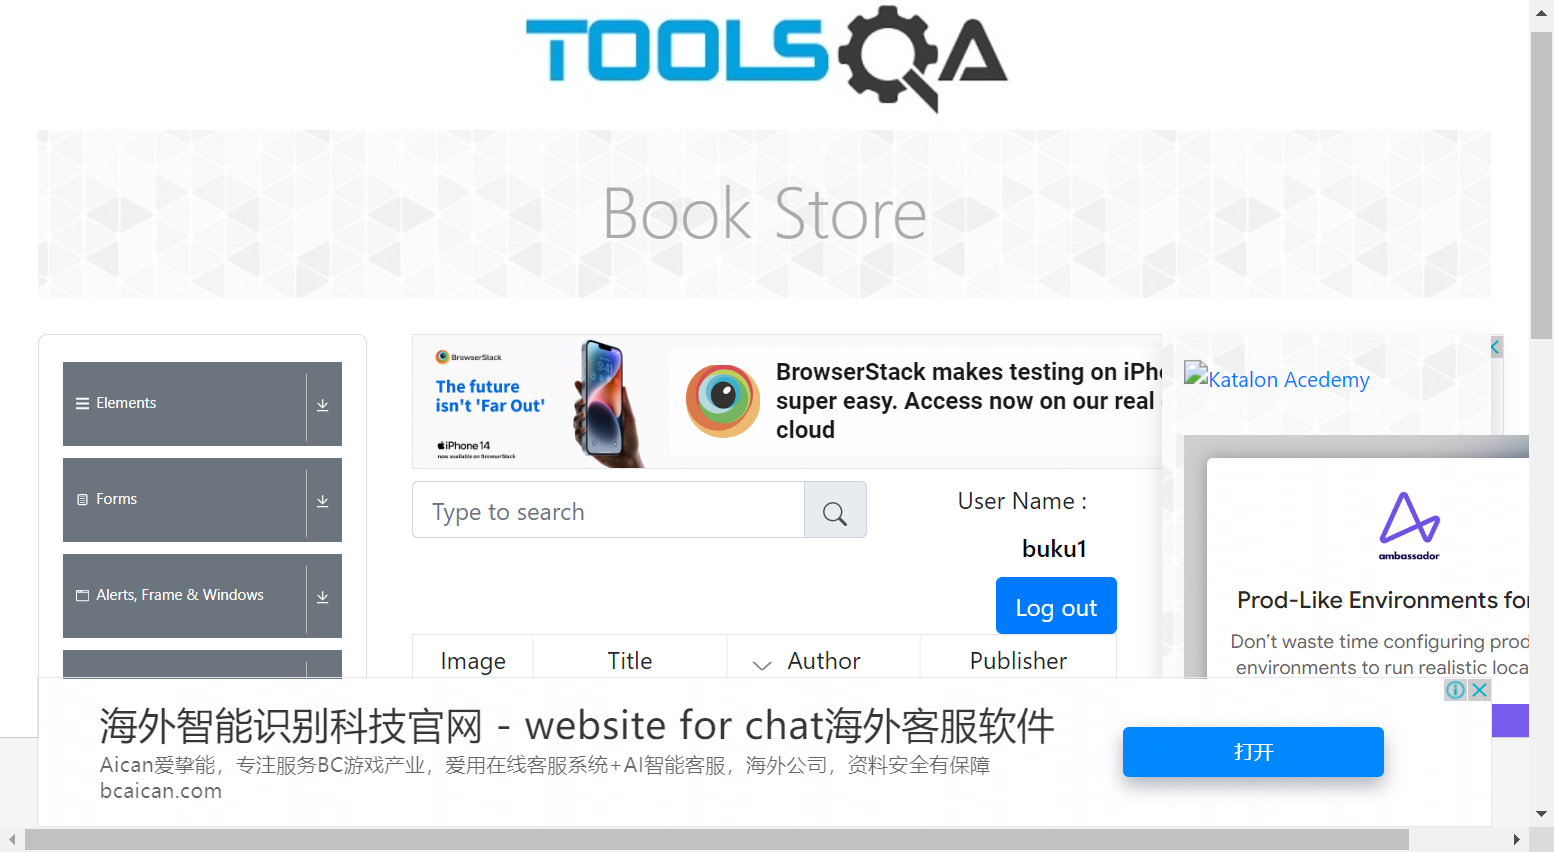 TOOLSQA
Book Store
Elements
Forms
Alerts, Frame & Windows
BrowserStack
The future
isn't 'Far Out'
iPhone 14
now available on BrowserStack
BrowserStack makes testing on iPho
super easy. Access now on our real
cloud
Type to search
User Name :
buku1
Log out
Image
Title
Author
Publisher
Katalon Acedemy
ambassador
Prod-Like Environments for
Don't waste time configuring prod
environments to run realistic loca
海外智能识别科技官网 - website for chat海外客服软件
Aican爱挚能，专注服务BC游戏产业，爱用在线客服系统+AI智能客服，海外公司，资料安全有保障
bcaican.com
打开